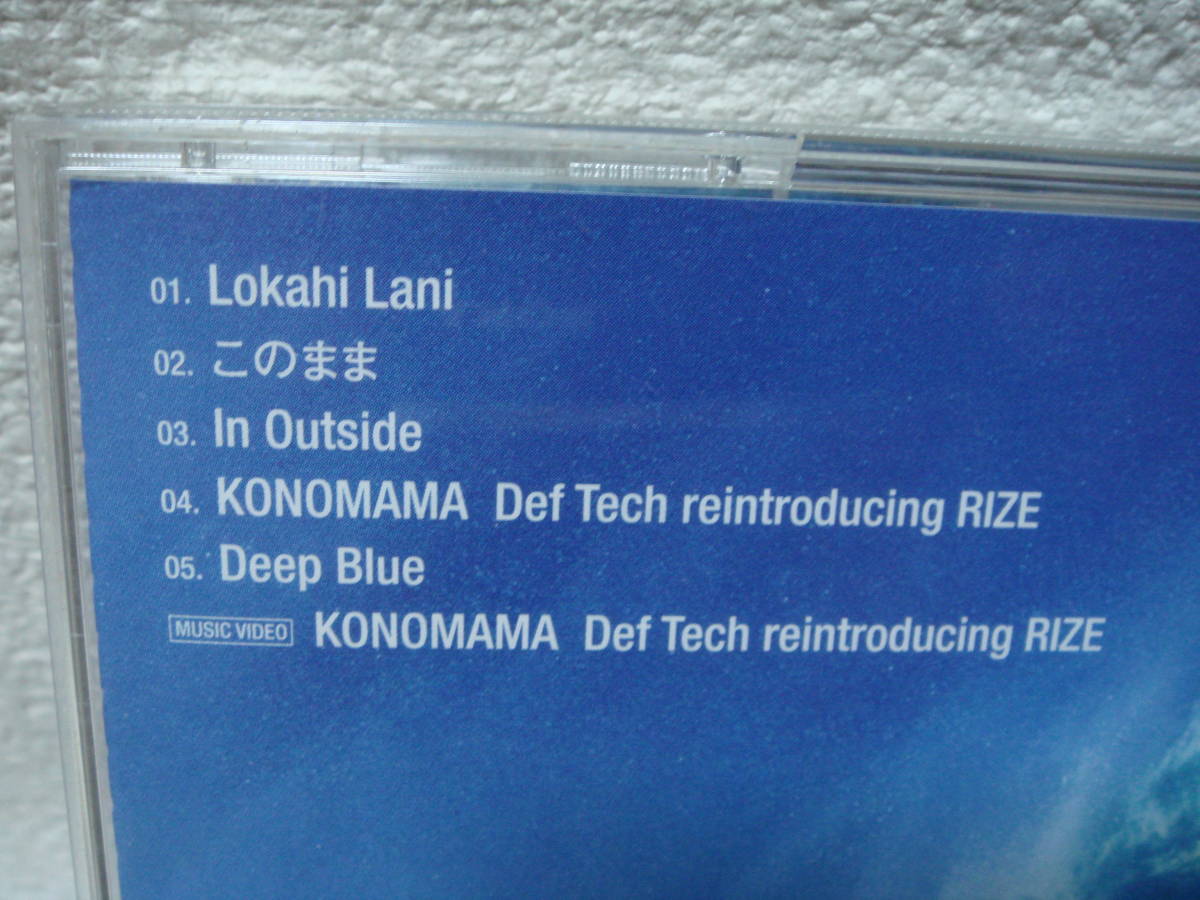 01. Lokahi Lani
02. このまま
03. In Outside
04. KONOMAMA Def Tech reintroducing RIZE
05. Deep Blue
MUSIC VIDEO KONOMAMA Def Tech reintroducing RIZE